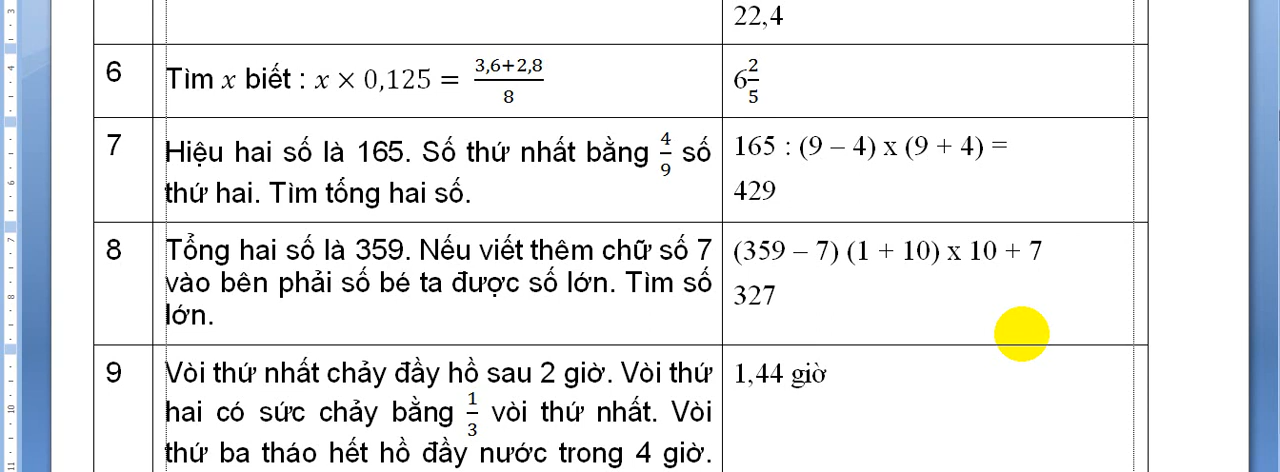 22,4
6
Tìm x biết : x × 0,125 = 3,6+2,8/8
6 2/5
7
Hiệu hai số là 165. Số thứ nhất bằng 4/9 số
thứ hai. Tìm tổng hai số.
165 : (9 – 4) x (9 + 4) =
429
8
Tổng hai số là 359. Nếu viết thêm chữ số 7
vào bên phải số bé ta được số lớn. Tìm số
lớn.
(359 – 7) (1 + 10) x 10 + 7
327
9
Vòi thứ nhất chảy đầy hồ sau 2 giờ. Vòi thứ
hai có sức chảy bằng 1/3 vòi thứ nhất. Vòi
thứ ba tháo hết hồ đầy nước trong 4 giờ.
1,44 giờ